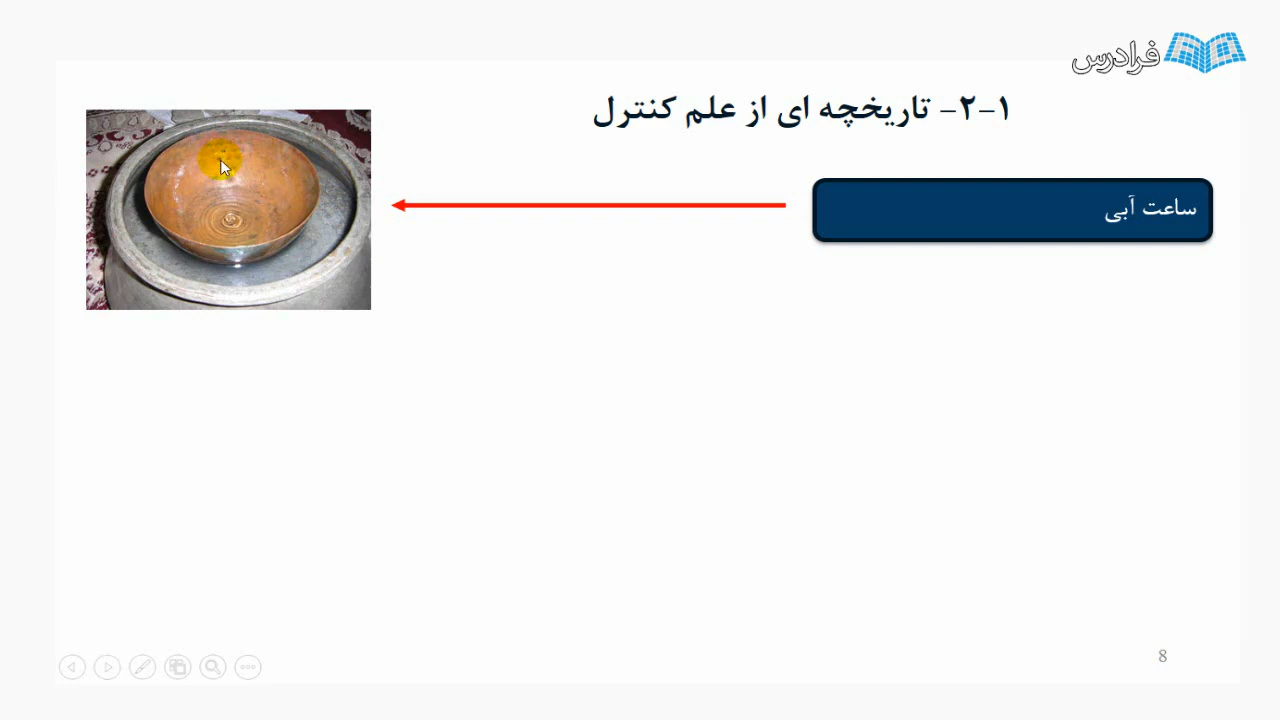 فرادرس
۱-۲- تاریخچه ای از علم کنترل
ساعت آبی
8